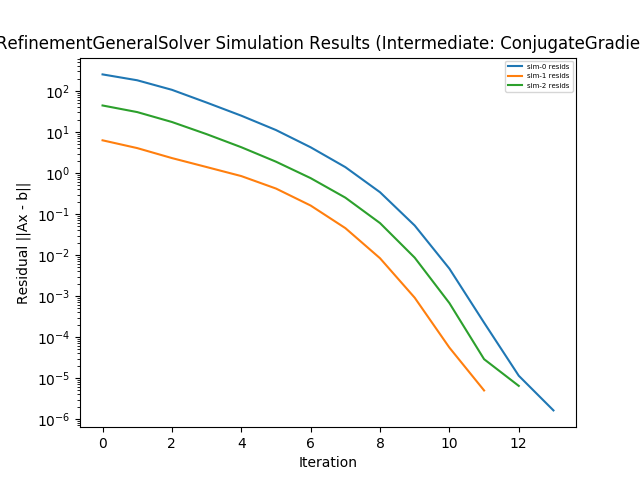 RefinementGeneralSolver Simulation Results (Intermediate: ConjugateGradie
sim-0 resids
sim-1 resids
sim-2 resids
Residual ||Ax - b||
10²
10¹
10⁰
10⁻¹
10⁻²
10⁻³
10⁻⁴
10⁻⁵
10⁻⁶
0 2 4 6 8 10 12
Iteration